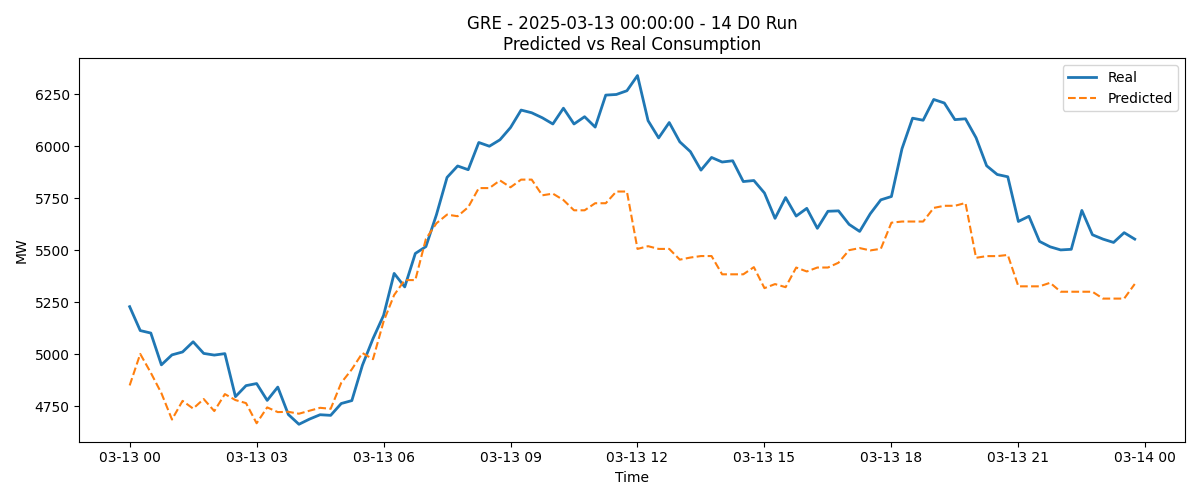 GRE - 2025-03-13 00:00:00 - 14 D0 Run
Predicted vs Real Consumption
Real
Predicted
MW
6250
6000
5750
5500
5250
5000
4750
03-13 00
03-13 03
03-13 06
03-13 09
03-13 12
03-13 15
03-13 18
03-13 21
03-14 00
Time